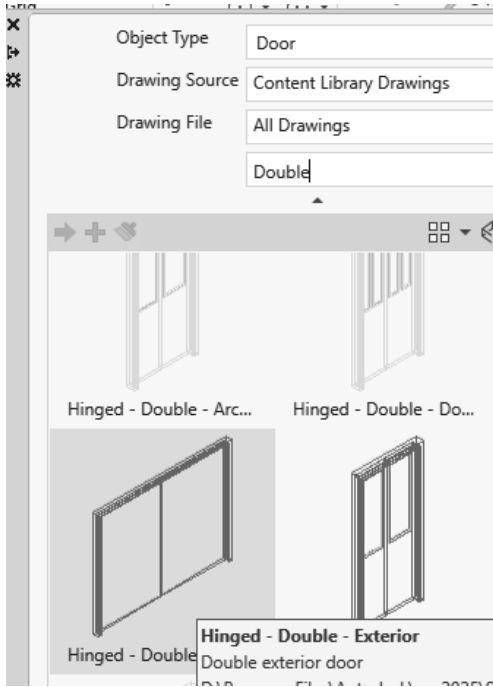 Object Type
Door
Drawing Source
Content Library Drawings
Drawing File
All Drawings
Double
Hinged - Double - Arc...
Hinged - Double - Do...
Hinged - Double
Hinged - Double - Exterior
Double exterior door